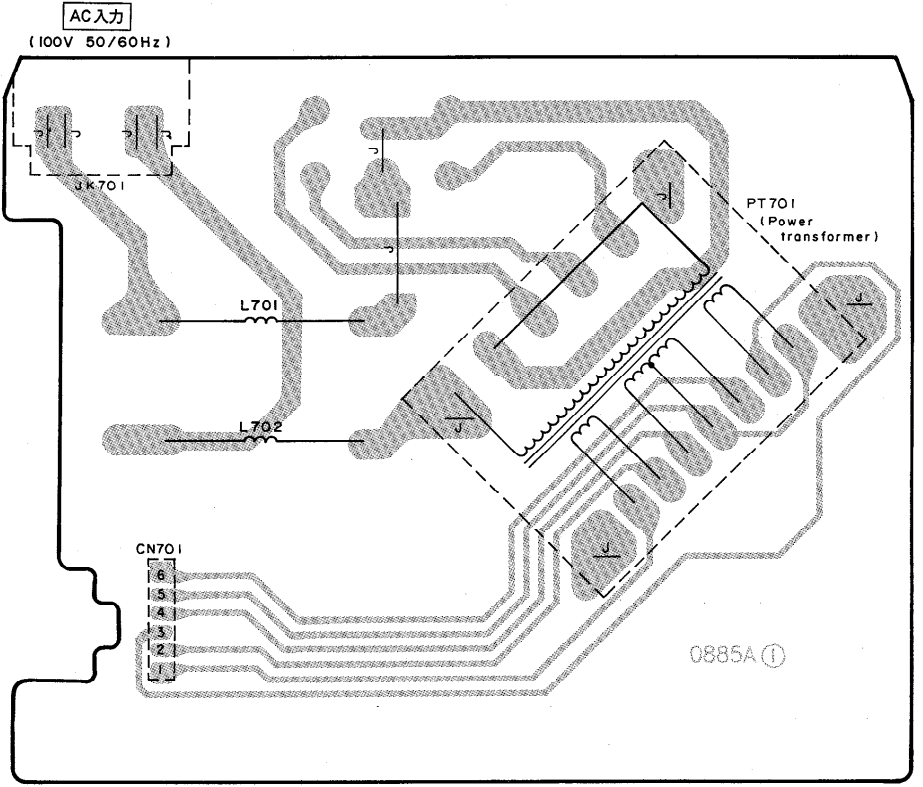 AC入力
(100V 50/60Hz)
J
J
J
J
JK701
J
J
J
PT701
(Power
transformer)
J
L701
L702
J
J
CN701
6
5
4
3
2
1
0885A ①